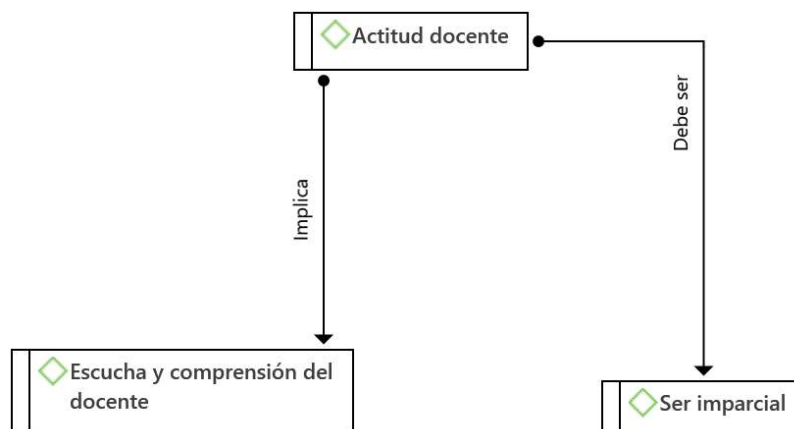 Actitud docente
Debe ser
Implica
Escucha y comprensión del
docente
Ser imparcial